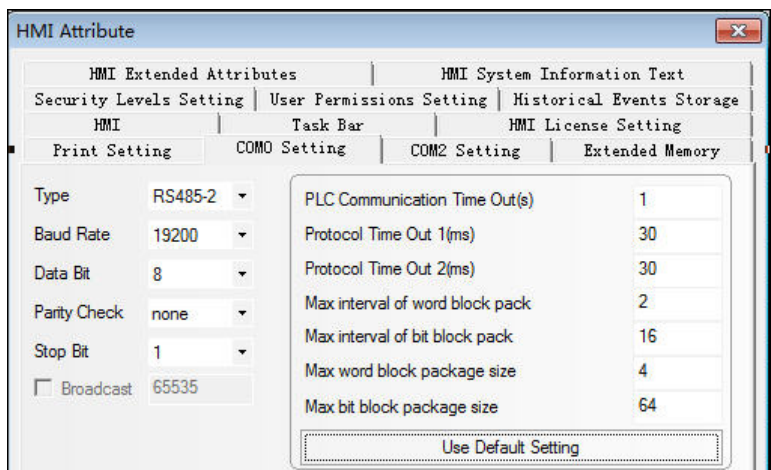 HMI Attribute
HMI Extended Attributes
HMI System Information Text
Security Levels Setting
User Permissions Setting
Historical Events Storage
HMI
Task Bar
HMI License Setting
Print Setting
COM0 Setting
COM2 Setting
Extended Memory
Type RS485-2
Baud Rate 19200
Data Bit 8
Parity Check none
Stop Bit 1
Broadcast 65535
PLC Communication Time Out(s) 1
Protocol Time Out 1(ms) 30
Protocol Time Out 2(ms) 30
Max interval of word block pack 2
Max interval of bit block pack 16
Max word block package size 4
Max bit block package size 64
Use Default Setting